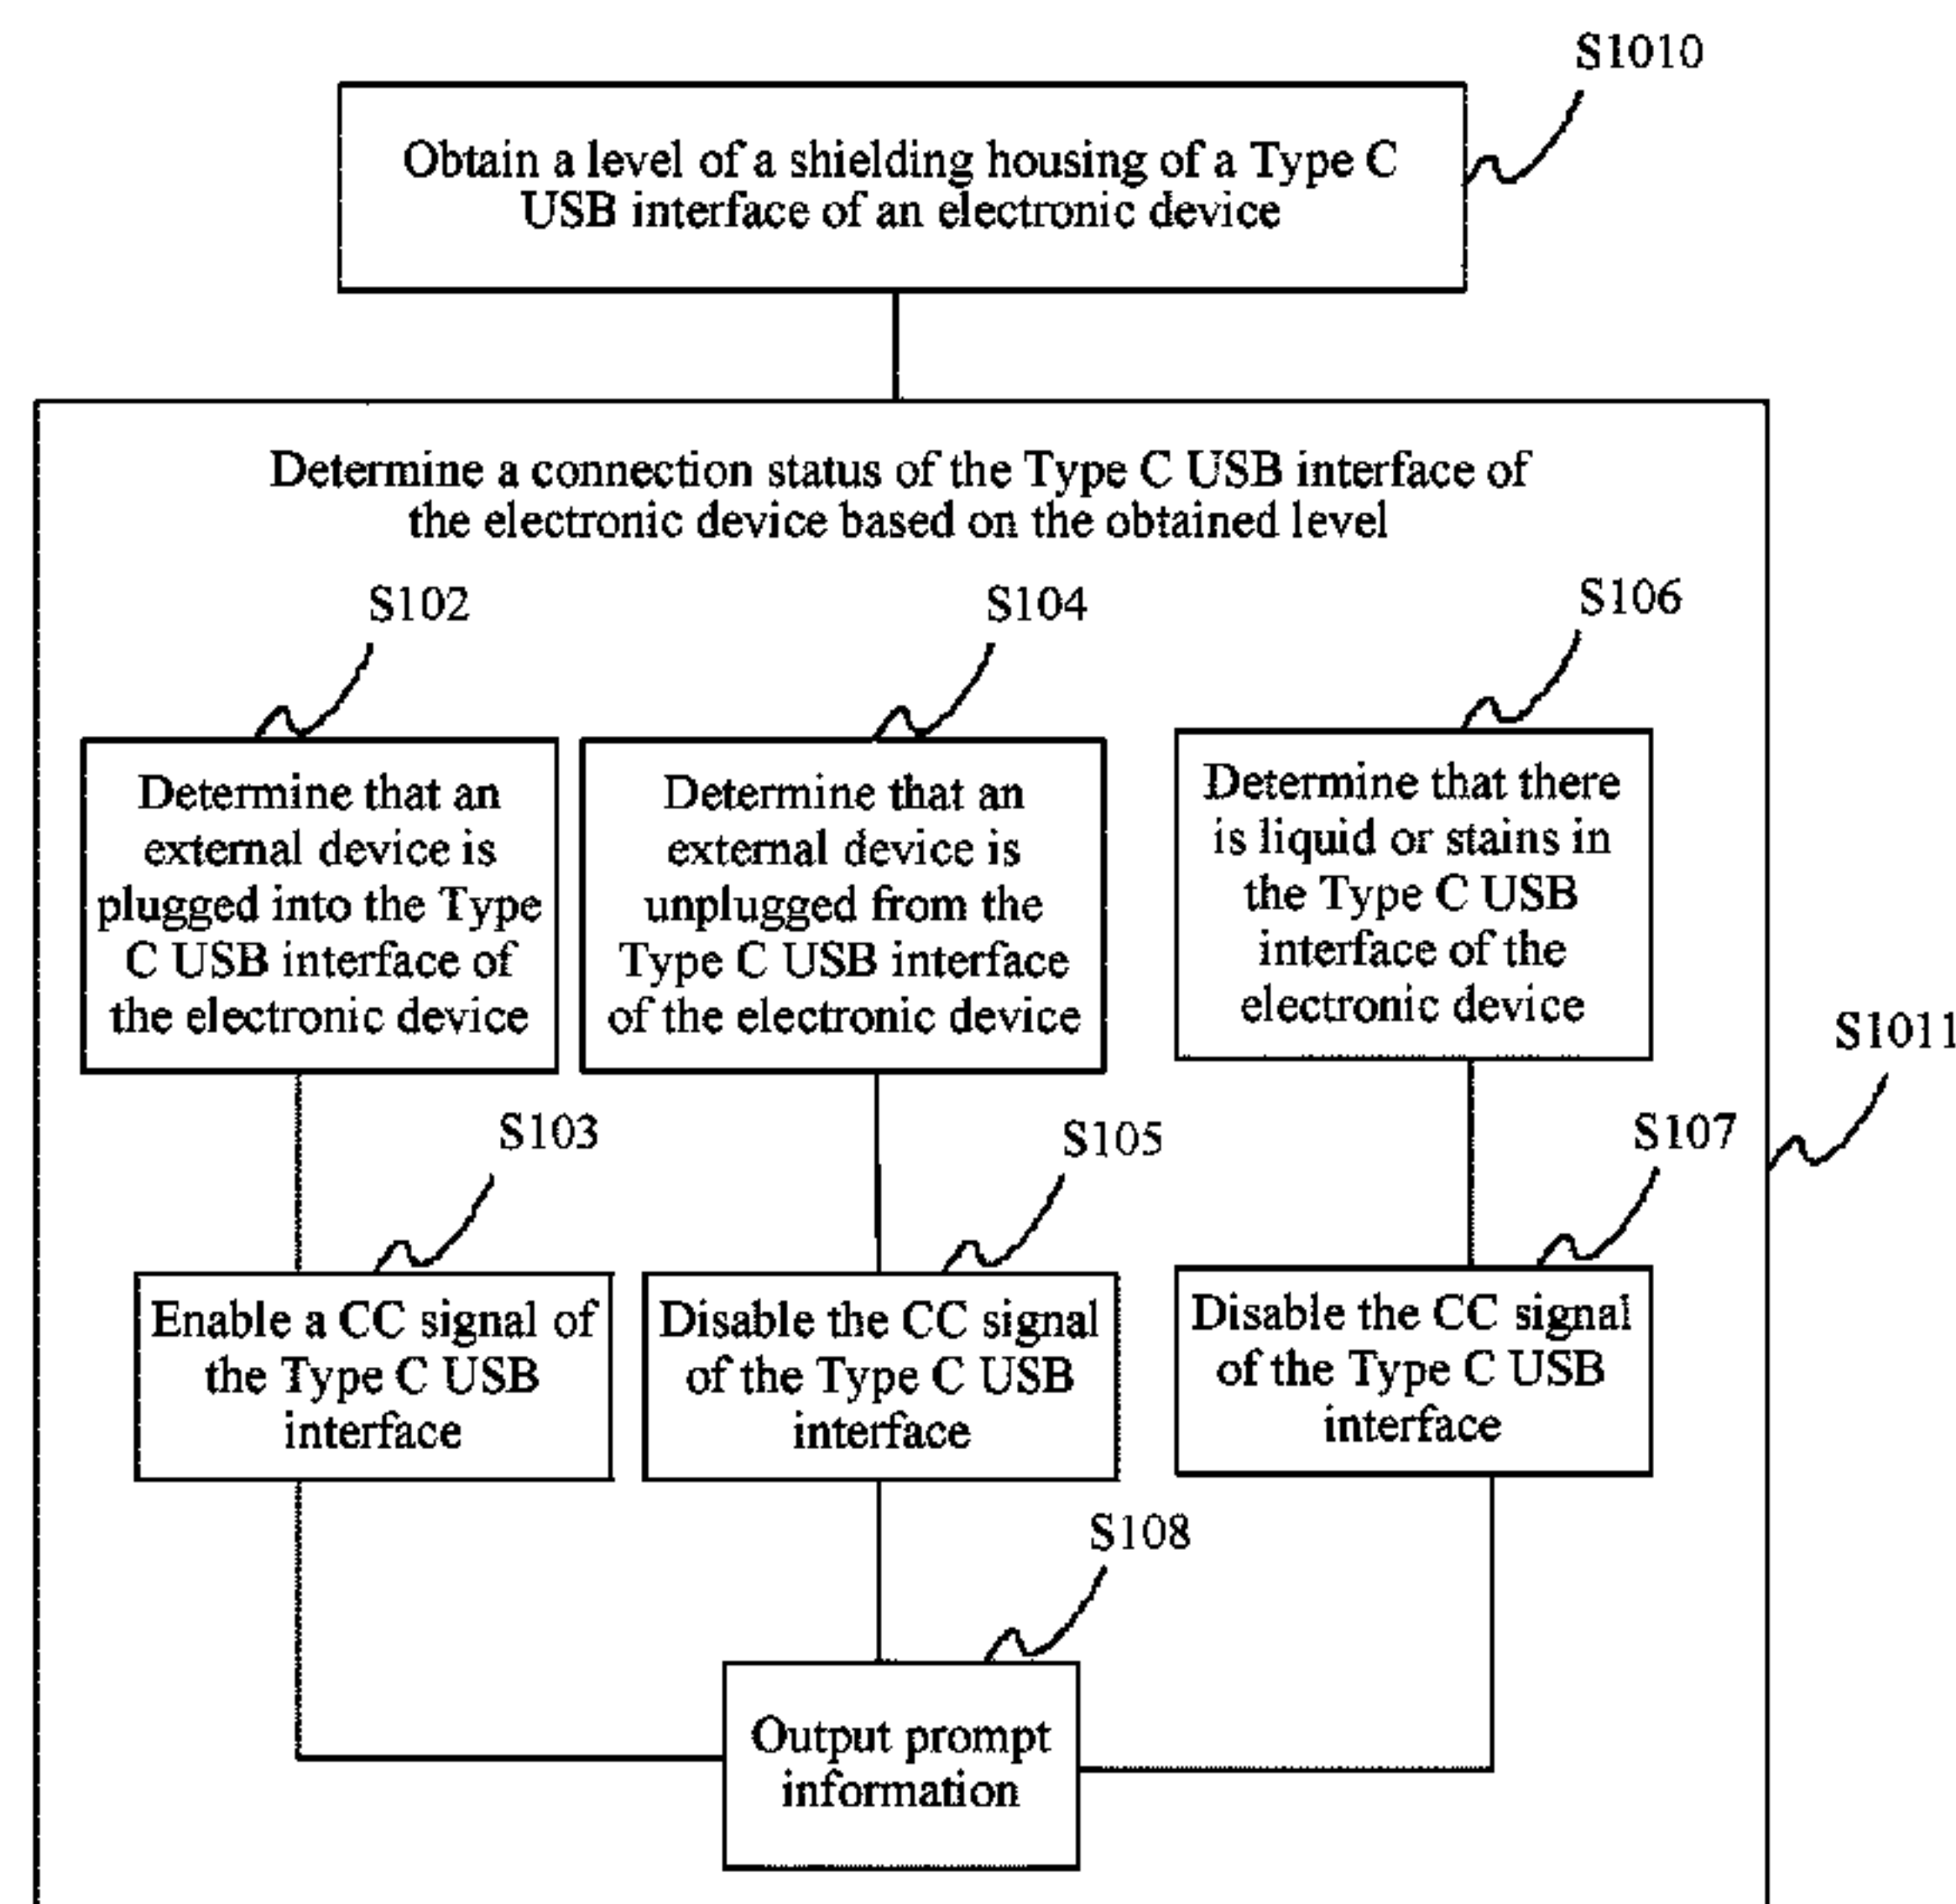 S1010
Obtain a level of a shielding housing of a Type C
USB interface of an electronic device
Determine a connection status of the Type C USB interface of
the electronic device based on the obtained level
S102
S104
S106
Determine that an
external device is
plugged into the Type
C USB interface of
the electronic device
Determine that an
external device is
unplugged from the
Type C USB interface
of the electronic device
Determine that there
is liquid or stains in
the Type C USB
interface of the
electronic device
S1011
S103
S105
S107
Enable a CC signal of
the Type C USB
interface
Disable the CC signal
of the Type C USB
interface
Disable the CC signal
of the Type C USB
interface
S108
Output prompt
information